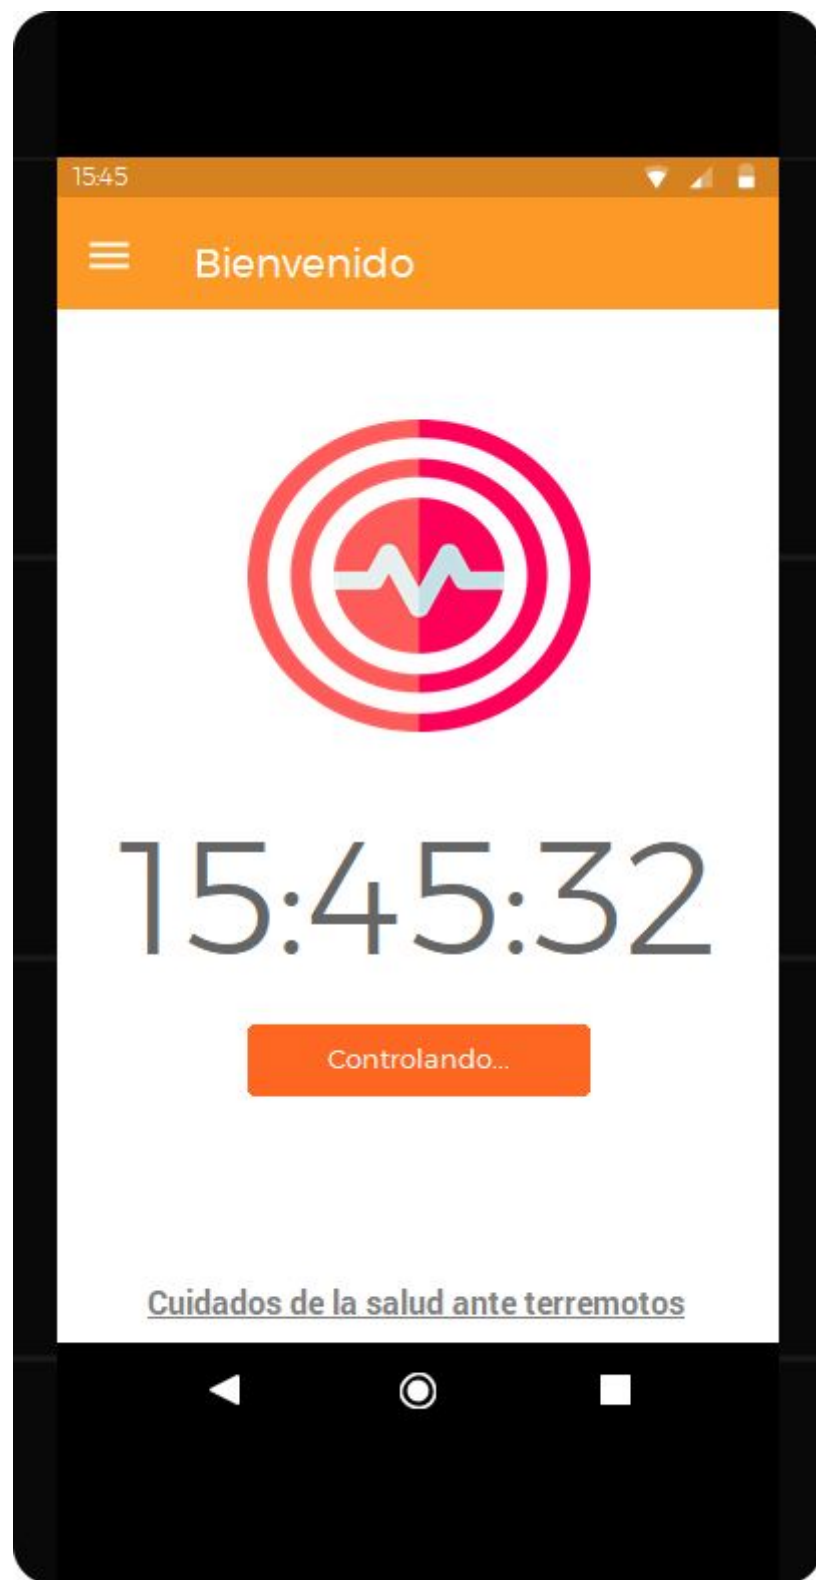 15:45
Bienvenido
15:45:32
Controlando...
Cuidados de la salud ante terremotos